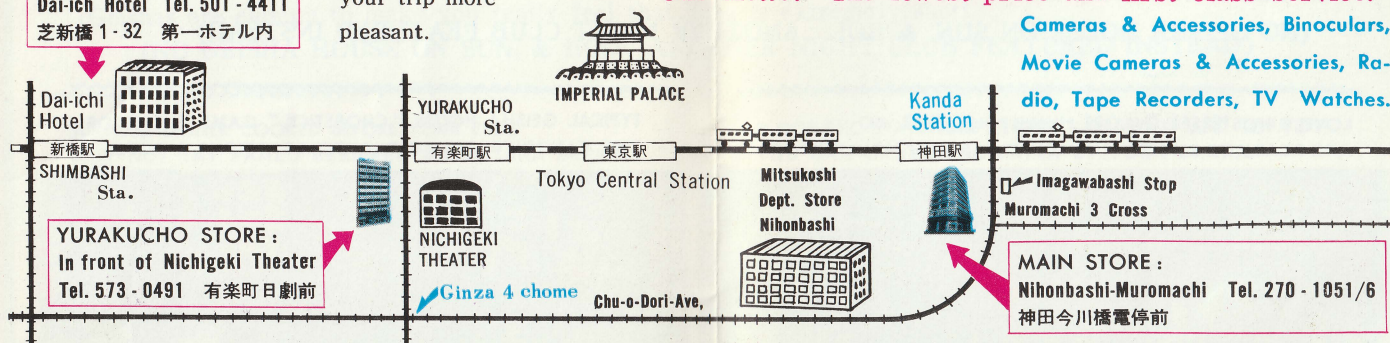 Dai-ich Hotel Tel. 501 - 4411
芝新橋 1 - 32 第一ホテル内
your trip more
pleasant.
Cameras & Accessories, Binoculars,
Movie Cameras & Accessories, Ra-
dio, Tape Recorders, TV Watches.
Dai-ichi
Hotel
YURAKUCHO
Sta.
IMPERIAL PALACE
Kanda
Station
新橋駅
有楽町駅
東京駅
神田駅
SHIMBASHI
Sta.
Tokyo Central Station
Mitsukoshi
Dept. Store
Nihonbashi
Imagawabashi Stop
Muromachi 3 Cross
NICHIGEKI
THEATER
YURAKUCHO STORE :
In front of Nichigeki Theater
Tel. 573 - 0491 有楽町日劇前
Ginza 4 chome
Chu-o-Dori-Ave,
MAIN STORE :
Nihonbashi-Muromachi Tel. 270 - 1051/6
神田今川橋電停前